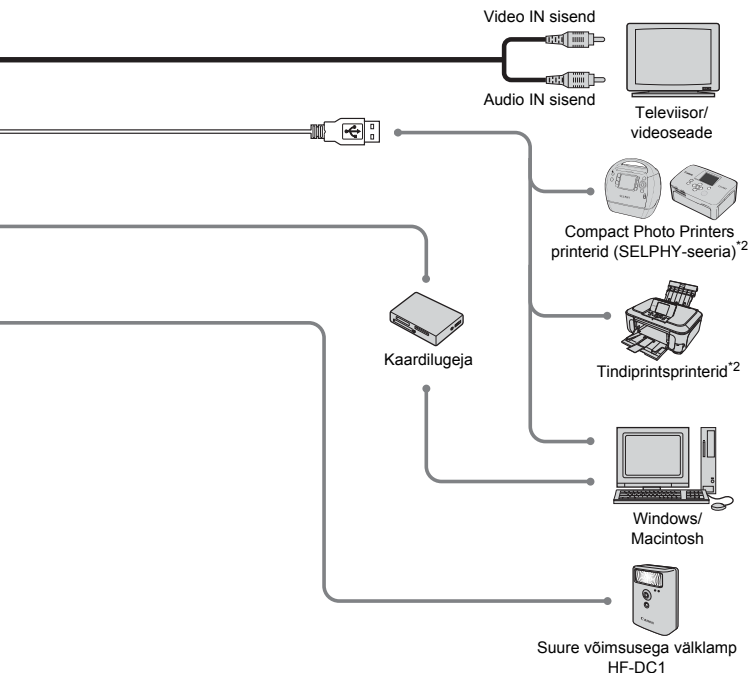 Video IN sisend
Audio IN sisend
Televiisor/
videoseade
Compact Photo Printers
printerid (SELPHY-seeria)*2
Kaardilugeja
Tindiprintsprinterid*2
Windows/
Macintosh
Canon
Suure võimsusega välklamp
HF-DC1